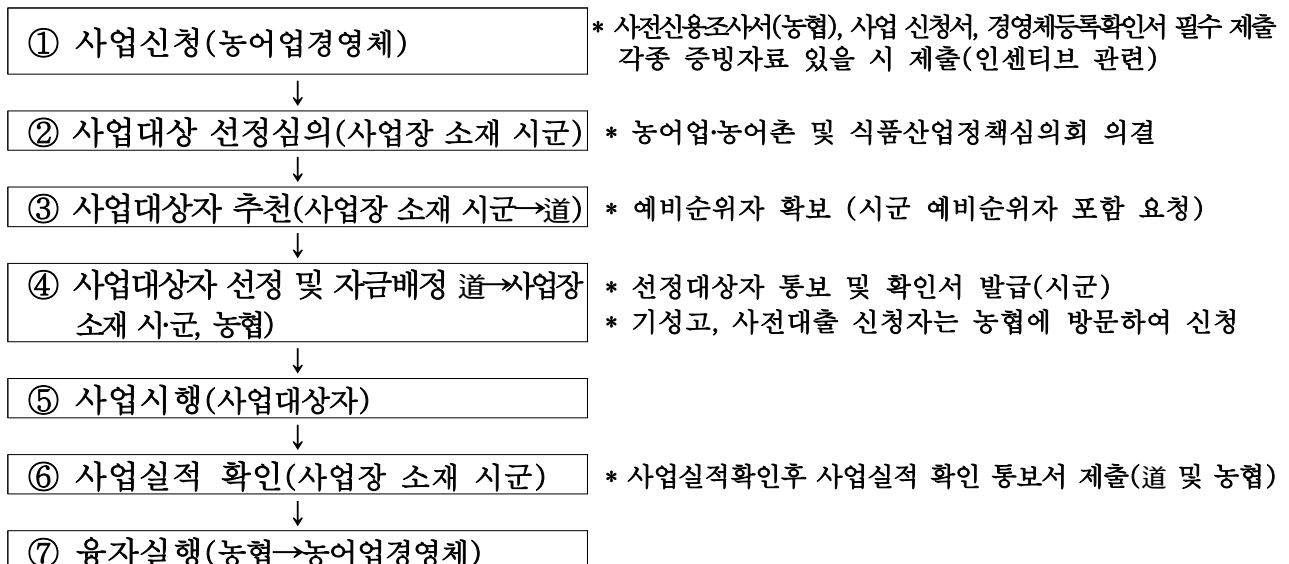 ① 사업신청(농어업경영체)
* 사전신용조사서(농협), 사업 신청서, 경영체등록확인서 필수 제출
각종 증빙자료 있을 시 제출(인센티브 관련)
↓
② 사업대상 선정심의(사업장 소재 시군)
* 농어업·농어촌 및 식품산업정책심의회 의결
↓
③ 사업대상자 추천(사업장 소재 시군→道)
* 예비순위자 확보 (시군 예비순위자 포함 요청)
↓
④ 사업대상자 선정 및 자금배정 道→사업장
소재 시·군, 농협)
* 선정대상자 통보 및 확인서 발급(시군)
* 기성고, 사전대출 신청자는 농협에 방문하여 신청
↓
⑤ 사업시행(사업대상자)
↓
⑥ 사업실적 확인(사업장 소재 시군)
* 사업실적확인후 사업실적 확인 통보서 제출(道 및 농협)
↓
⑦ 융자실행(농협→농어업경영체)